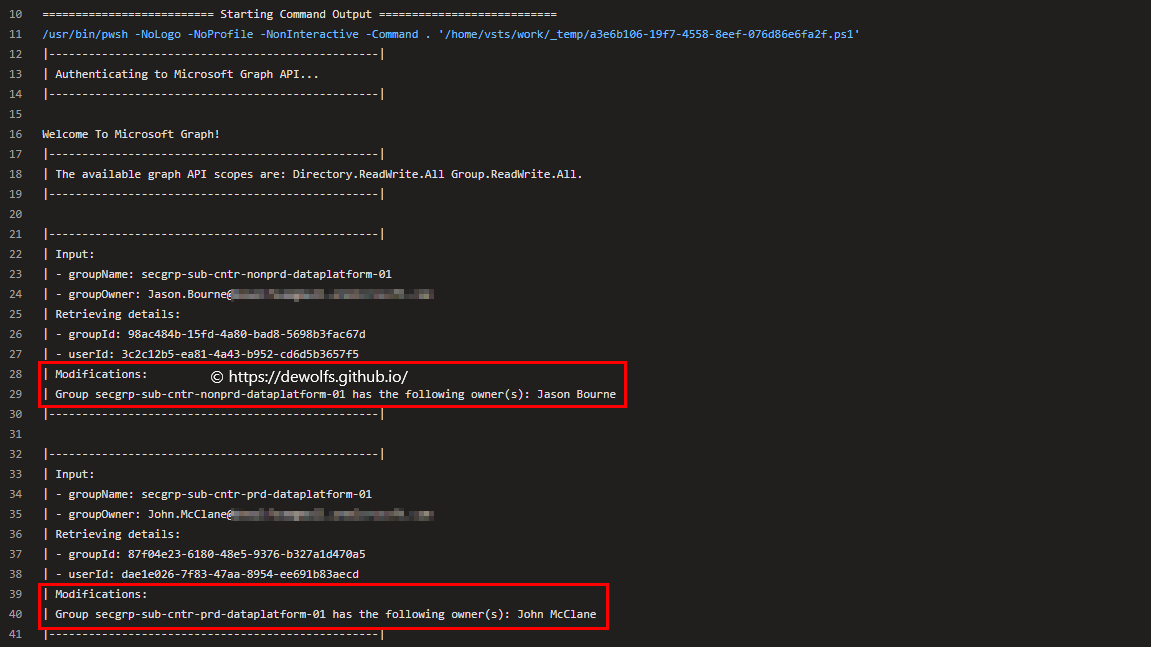 10 ========================== Starting Command Output ===========================
11 /usr/bin/pwsh -NoLogo -NoProfile -NonInteractive -Command . '/home/vsts/work/_temp/a3e6b106-19f7-4558-8eef-076d86e6fa2f.ps1'
12 |--------------------------------------------------|
13 | Authenticating to Microsoft Graph API...
14 |--------------------------------------------------|
15
16 Welcome To Microsoft Graph!
17 |--------------------------------------------------|
18 | The available graph API scopes are: Directory.ReadWrite.All Group.ReadWrite.All.
19 |--------------------------------------------------|
20
21 |--------------------------------------------------|
22 | Input:
23 | - groupName: secgrp-sub-cntr-nonprd-dataplatform-01
24 | - groupOwner: Jason.Bourne@
25 | Retrieving details:
26 | - groupId: 98ac484b-15fd-4a80-bad8-5698b3fac67d
27 | - userId: 3c2c12b5-ea81-4a43-b952-cd6d5b3657f5
28 | Modifications: © https://dewolfs.github.io/
29 | Group secgrp-sub-cntr-nonprd-dataplatform-01 has the following owner(s): Jason Bourne
30 |--------------------------------------------------|
31
32 |--------------------------------------------------|
33 | Input:
34 | - groupName: secgrp-sub-cntr-prd-dataplatform-01
35 | - groupOwner: John.McClane@
36 | Retrieving details:
37 | - groupId: 87f04e23-6180-48e5-9376-b327a1d470a5
38 | - userId: dae1e026-7f83-47aa-8954-ee691b83aecd
39 | Modifications:
40 | Group secgrp-sub-cntr-prd-dataplatform-01 has the following owner(s): John McClane
41 |--------------------------------------------------|